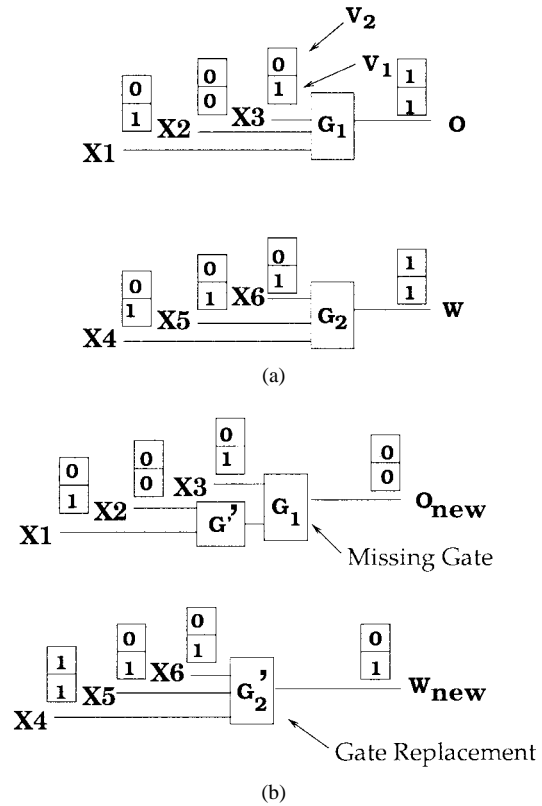 V2
0 0 0 1
1 0 1 1
V1
X1 X2 X3 G1 O
0 0 0 1
1 1 1 1
X4 X5 X6 G2 W
(a)
0 0 0 0
1 0 1 0
X1 X2 X3 G' G1 Onew
Missing Gate
1 0 0 0
1 1 1 1
X4 X5 X6 G2' Wnew
Gate Replacement
(b)